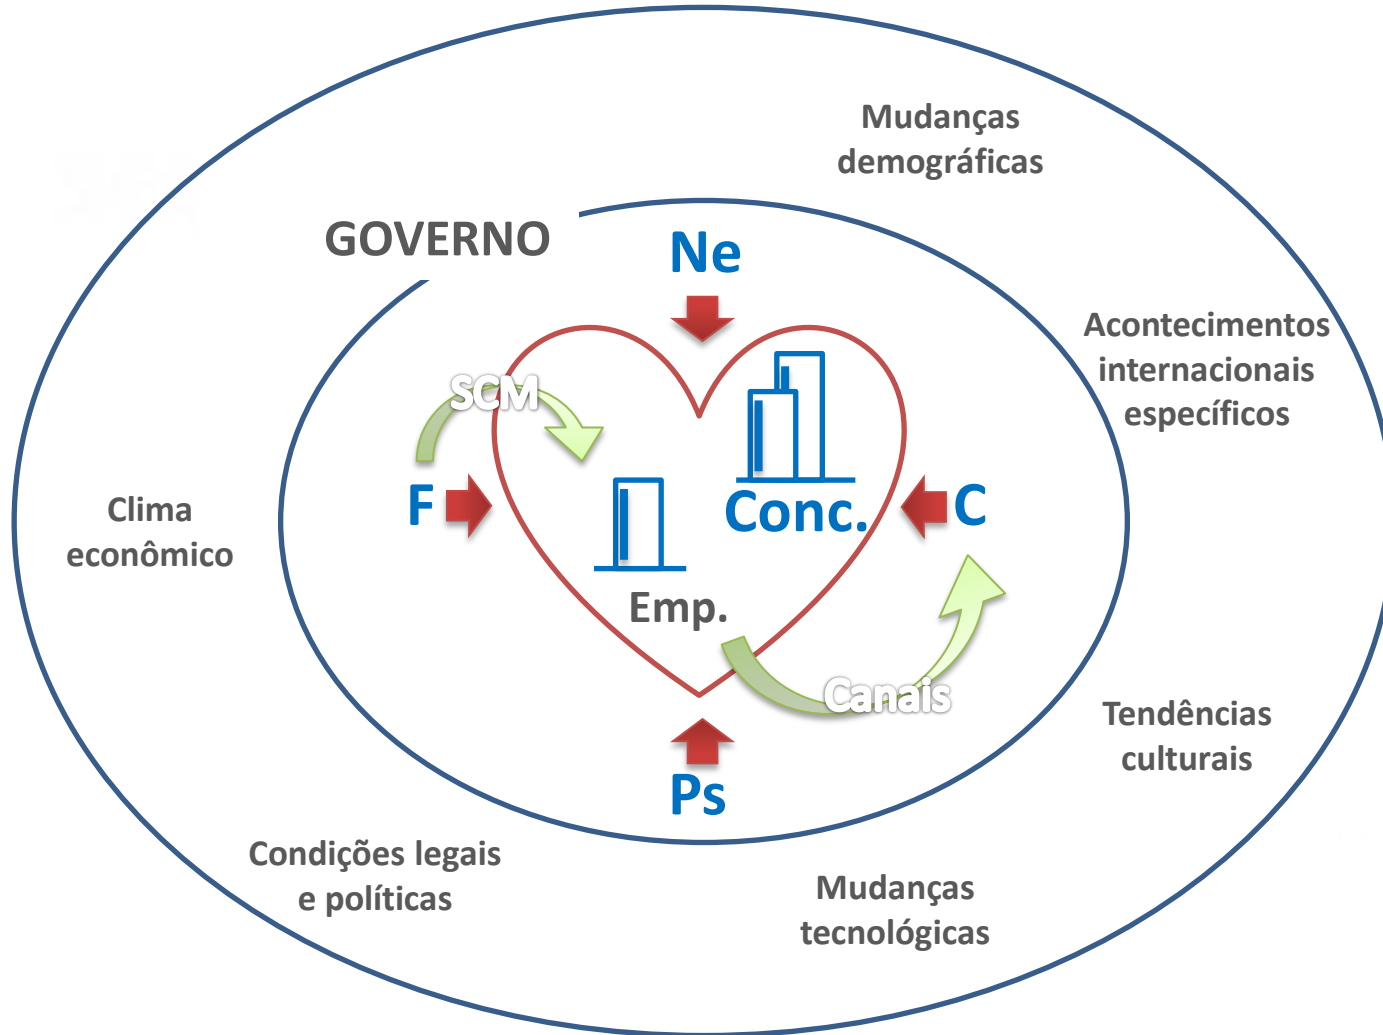 Mudanças
demográficas
GOVERNO
Ne
Acontecimentos
internacionais
específicos
SCM
F
Conc.
C
Clima
econômico
Emp.
Canais
Tendências
culturais
Ps
Condições legais
e políticas
Mudanças
tecnológicas